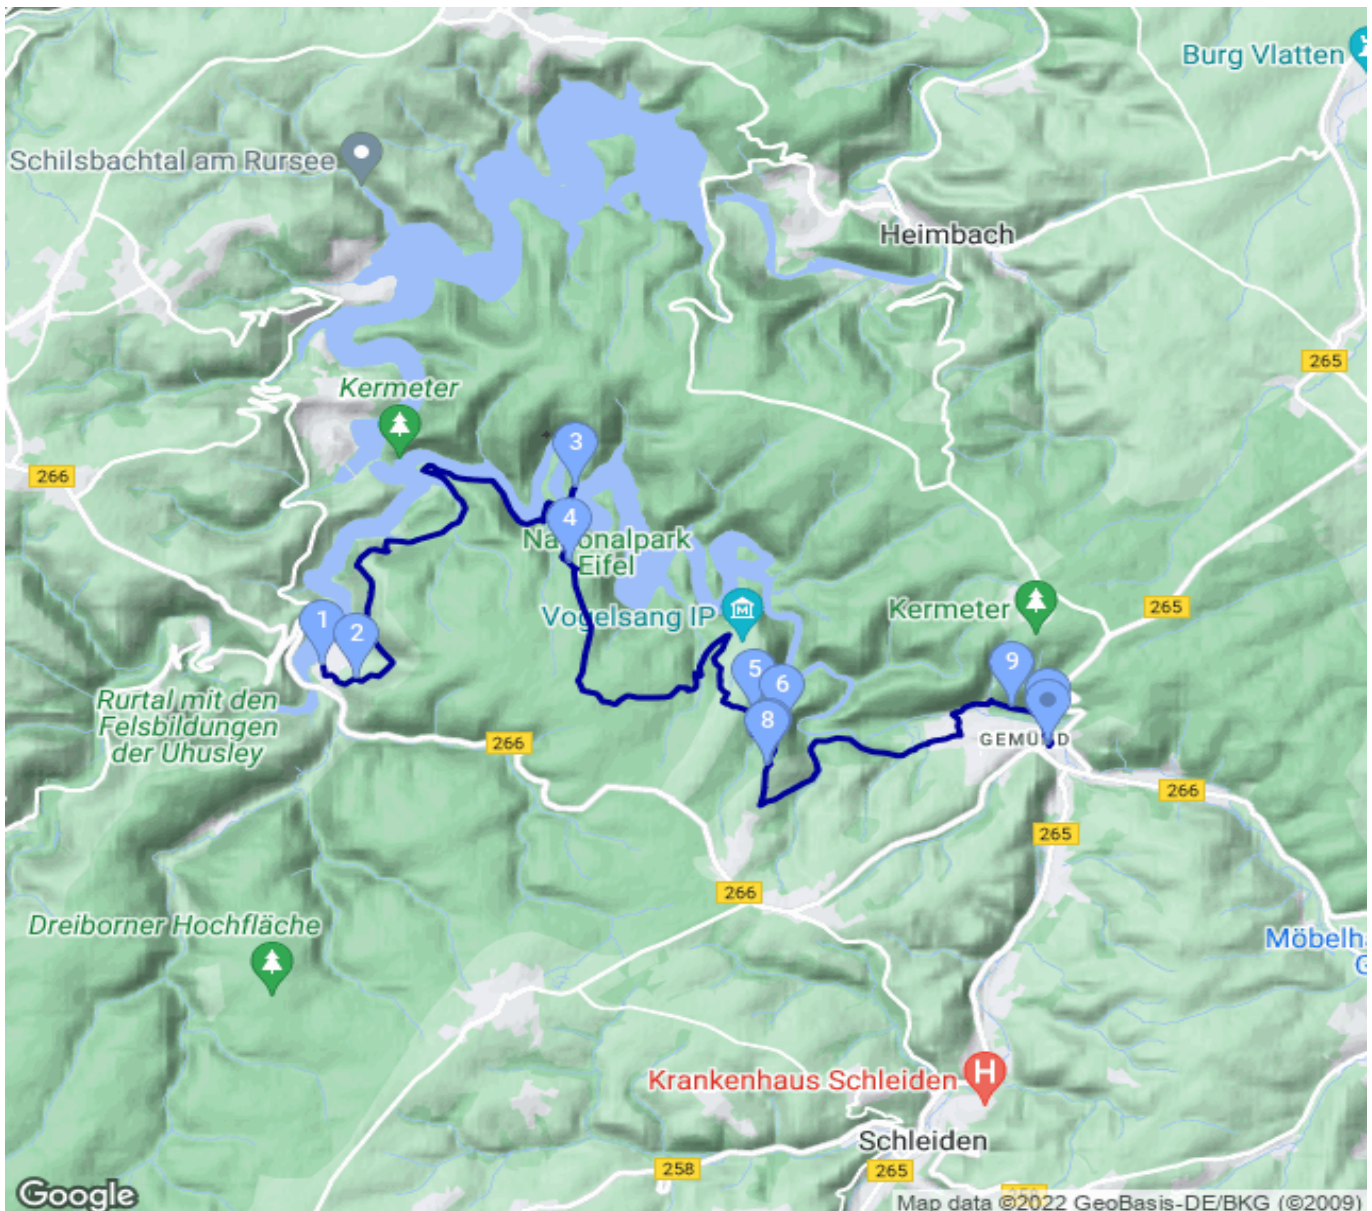 Burg Vlatten
Schilsbachtal am Rursee
Heimbach
265
Kermeter
266
3
4
Nationalpark
Eifel
Vogelsang IP
Kermeter
265
1
2
Rurtal mit den
Felsbildungen
der Uhusley
5
6
9
8
GEMÜND
266
266
265
266
Dreiborner Hochfläche
Möbelha
G
Krankenhaus Schleiden
H
Schleiden
258
265
Google
Map data ©2022 GeoBasis-DE/BKG (©2009)